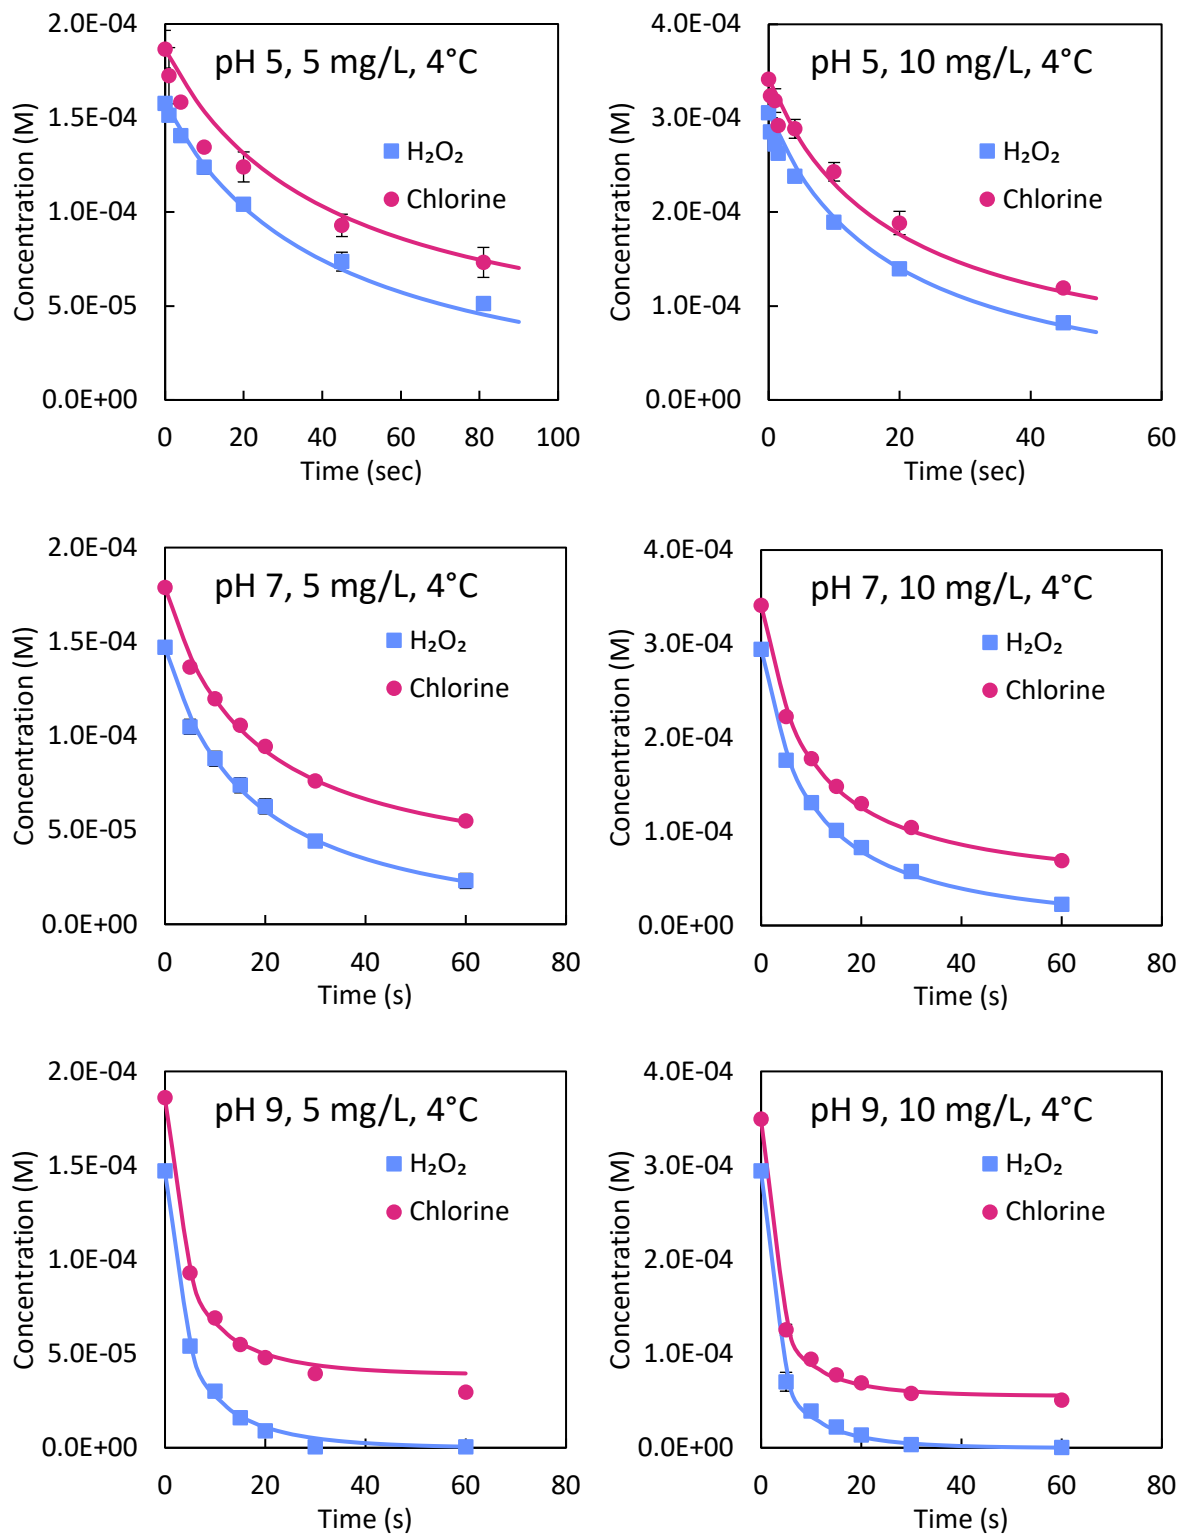 pH 5, 5 mg/L, 4°C
Concentration (M)
2.0E-04
1.5E-04
1.0E-04
5.0E-05
0.0E+00
H₂O₂
Chlorine
0 20 40 60 80 100
Time (sec)
pH 5, 10 mg/L, 4°C
Concentration (M)
4.0E-04
3.0E-04
2.0E-04
1.0E-04
0.0E+00
H₂O₂
Chlorine
0 20 40 60
Time (sec)
pH 7, 5 mg/L, 4°C
Concentration (M)
2.0E-04
1.5E-04
1.0E-04
5.0E-05
0.0E+00
H₂O₂
Chlorine
0 20 40 60 80
Time (s)
pH 7, 10 mg/L, 4°C
Concentration (M)
4.0E-04
3.0E-04
2.0E-04
1.0E-04
0.0E+00
H₂O₂
Chlorine
0 20 40 60 80
Time (s)
pH 9, 5 mg/L, 4°C
Concentration (M)
2.0E-04
1.5E-04
1.0E-04
5.0E-05
0.0E+00
H₂O₂
Chlorine
0 20 40 60 80
Time (s)
pH 9, 10 mg/L, 4°C
Concentration (M)
4.0E-04
3.0E-04
2.0E-04
1.0E-04
0.0E+00
H₂O₂
Chlorine
0 20 40 60 80
Time (s)